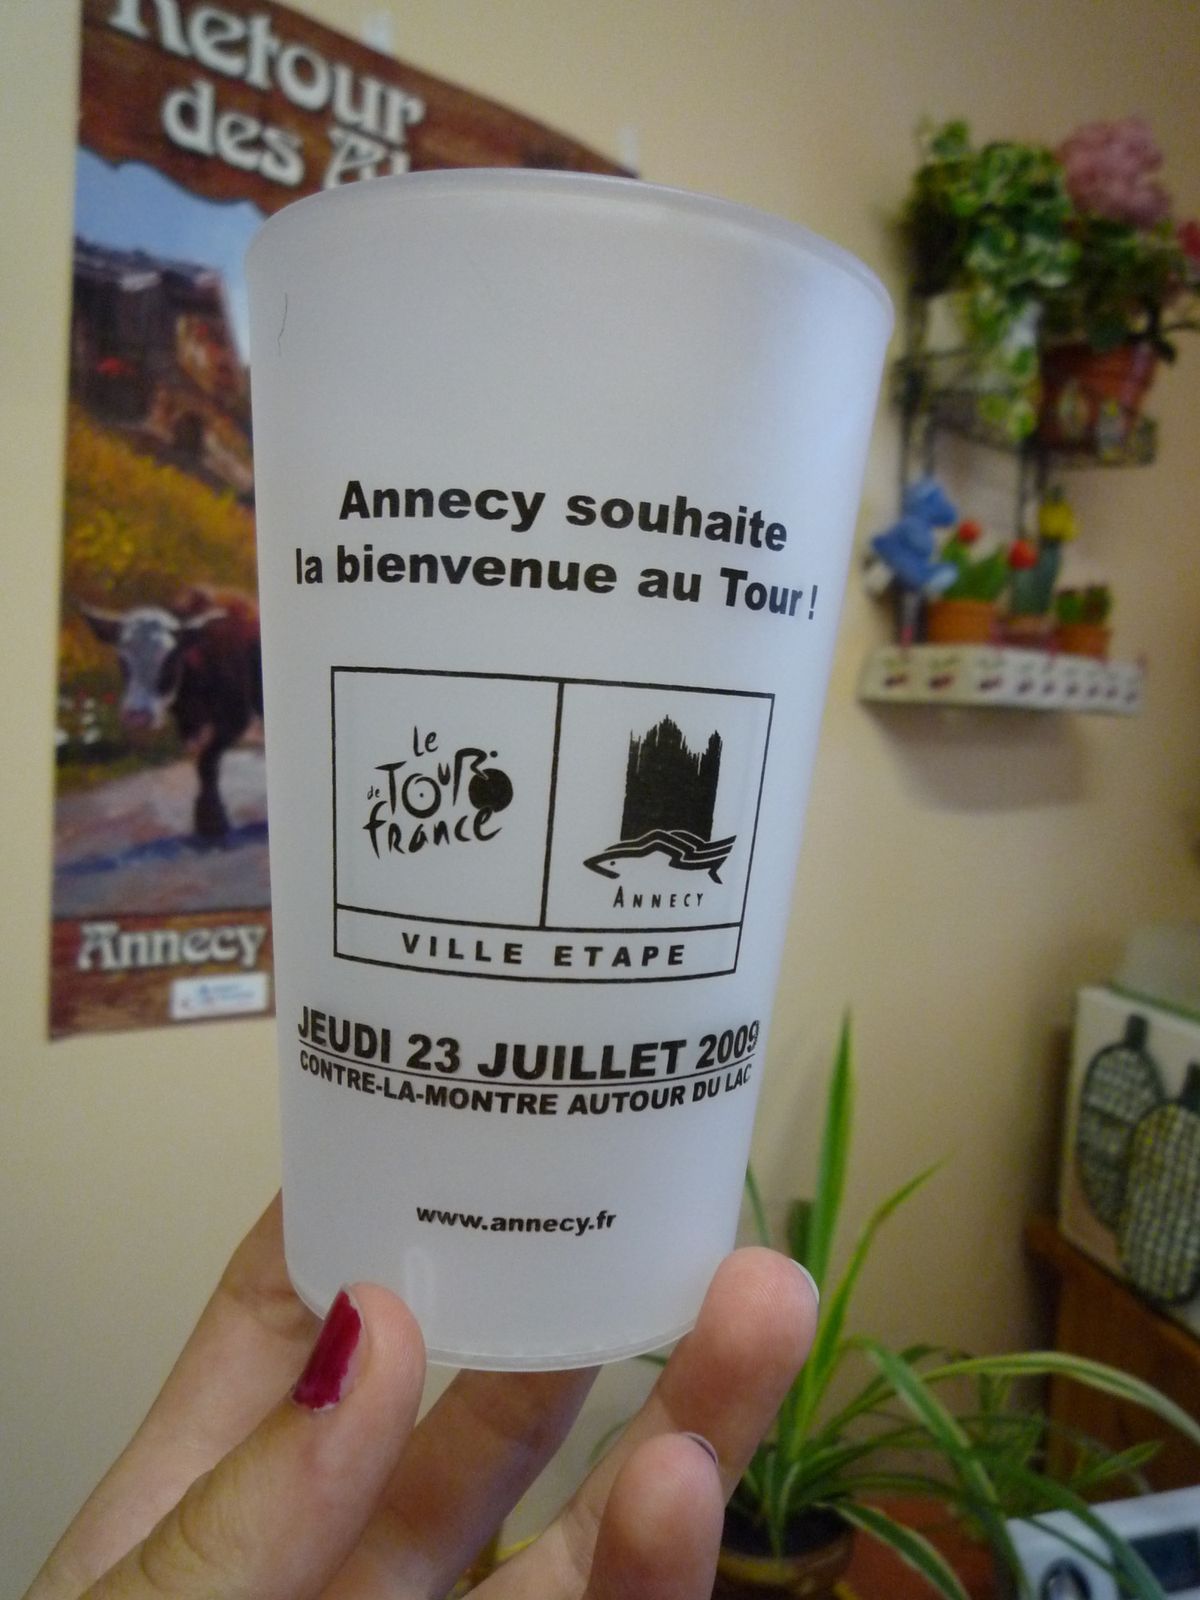 Retour
des
Annecy souhaite
la bienvenue au Tour !
Le
de TOUR
france
ANNECY
VILLE ETAPE
JEUDI 23 JUILLET 2009
CONTRE-LA-MONTRE AUTOUR DU LAC
www.annecy.fr
Annecy